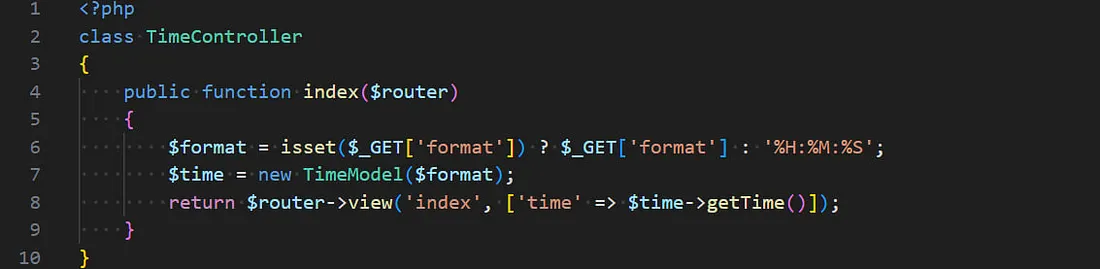 1 <?php
2 class TimeController
3 {
4     public function index($router)
5     {
6         $format = isset($_GET['format']) ? $_GET['format'] : '%H:%M:%S';
7         $time = new TimeModel($format);
8         return $router->view('index', ['time' => $time->getTime()]);
9     }
10 }